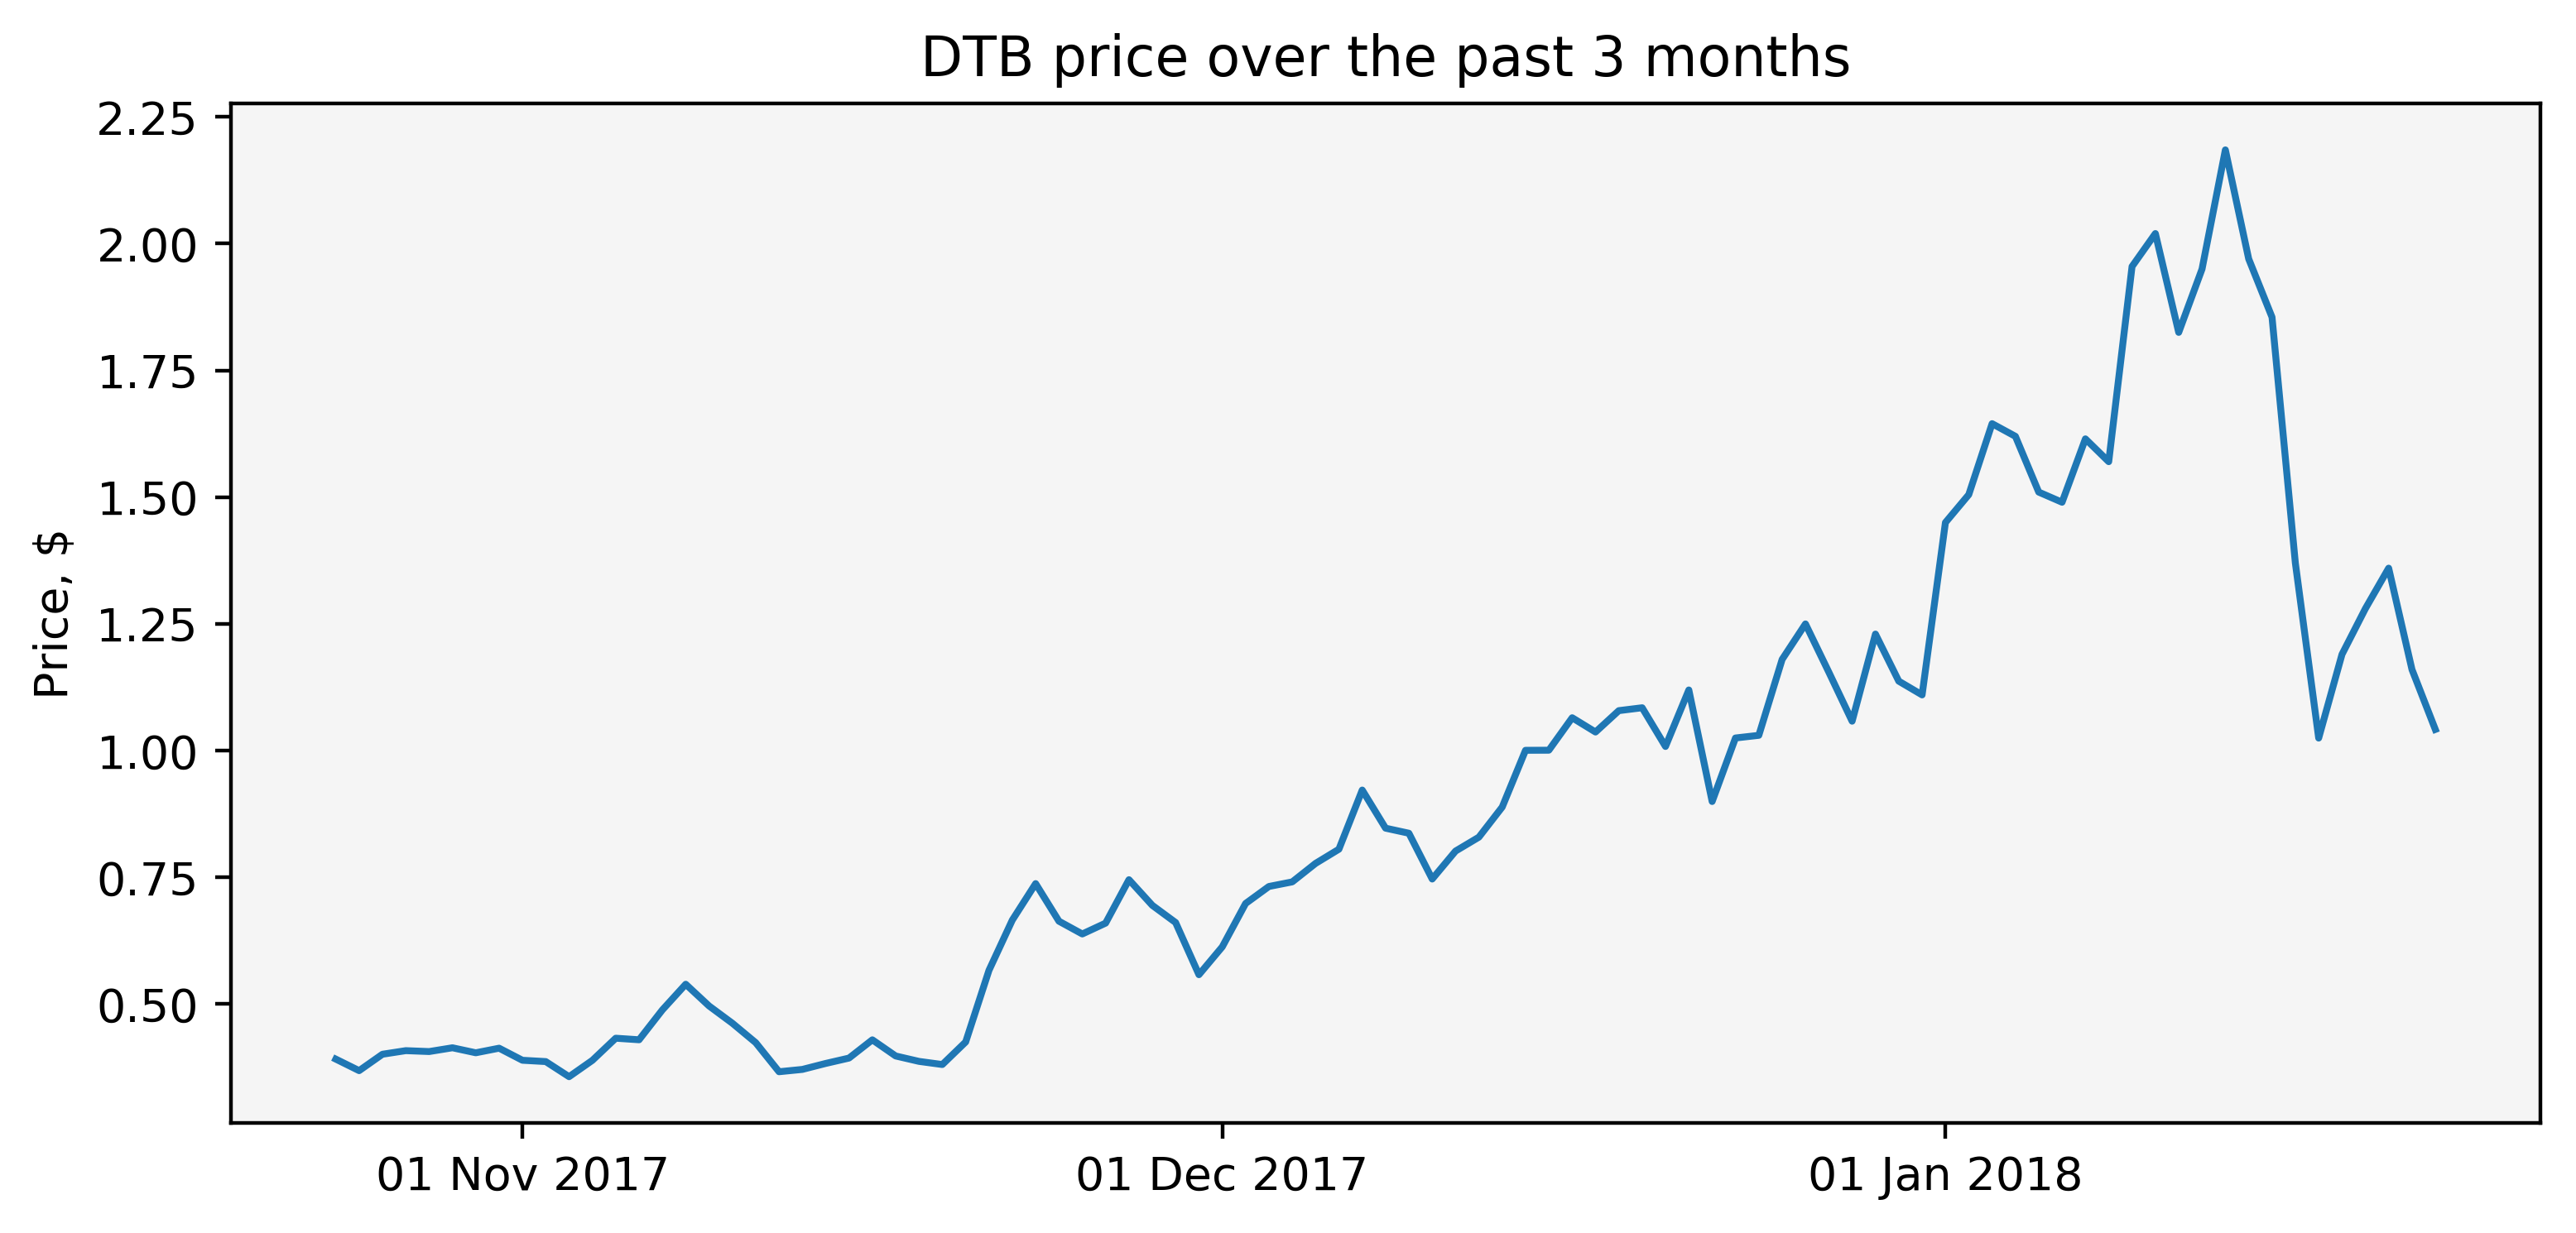 DTB price over the past 3 months
2.25
2.00
1.75
1.50
1.25
1.00
0.75
0.50
Price, $
01 Nov 2017
01 Dec 2017
01 Jan 2018